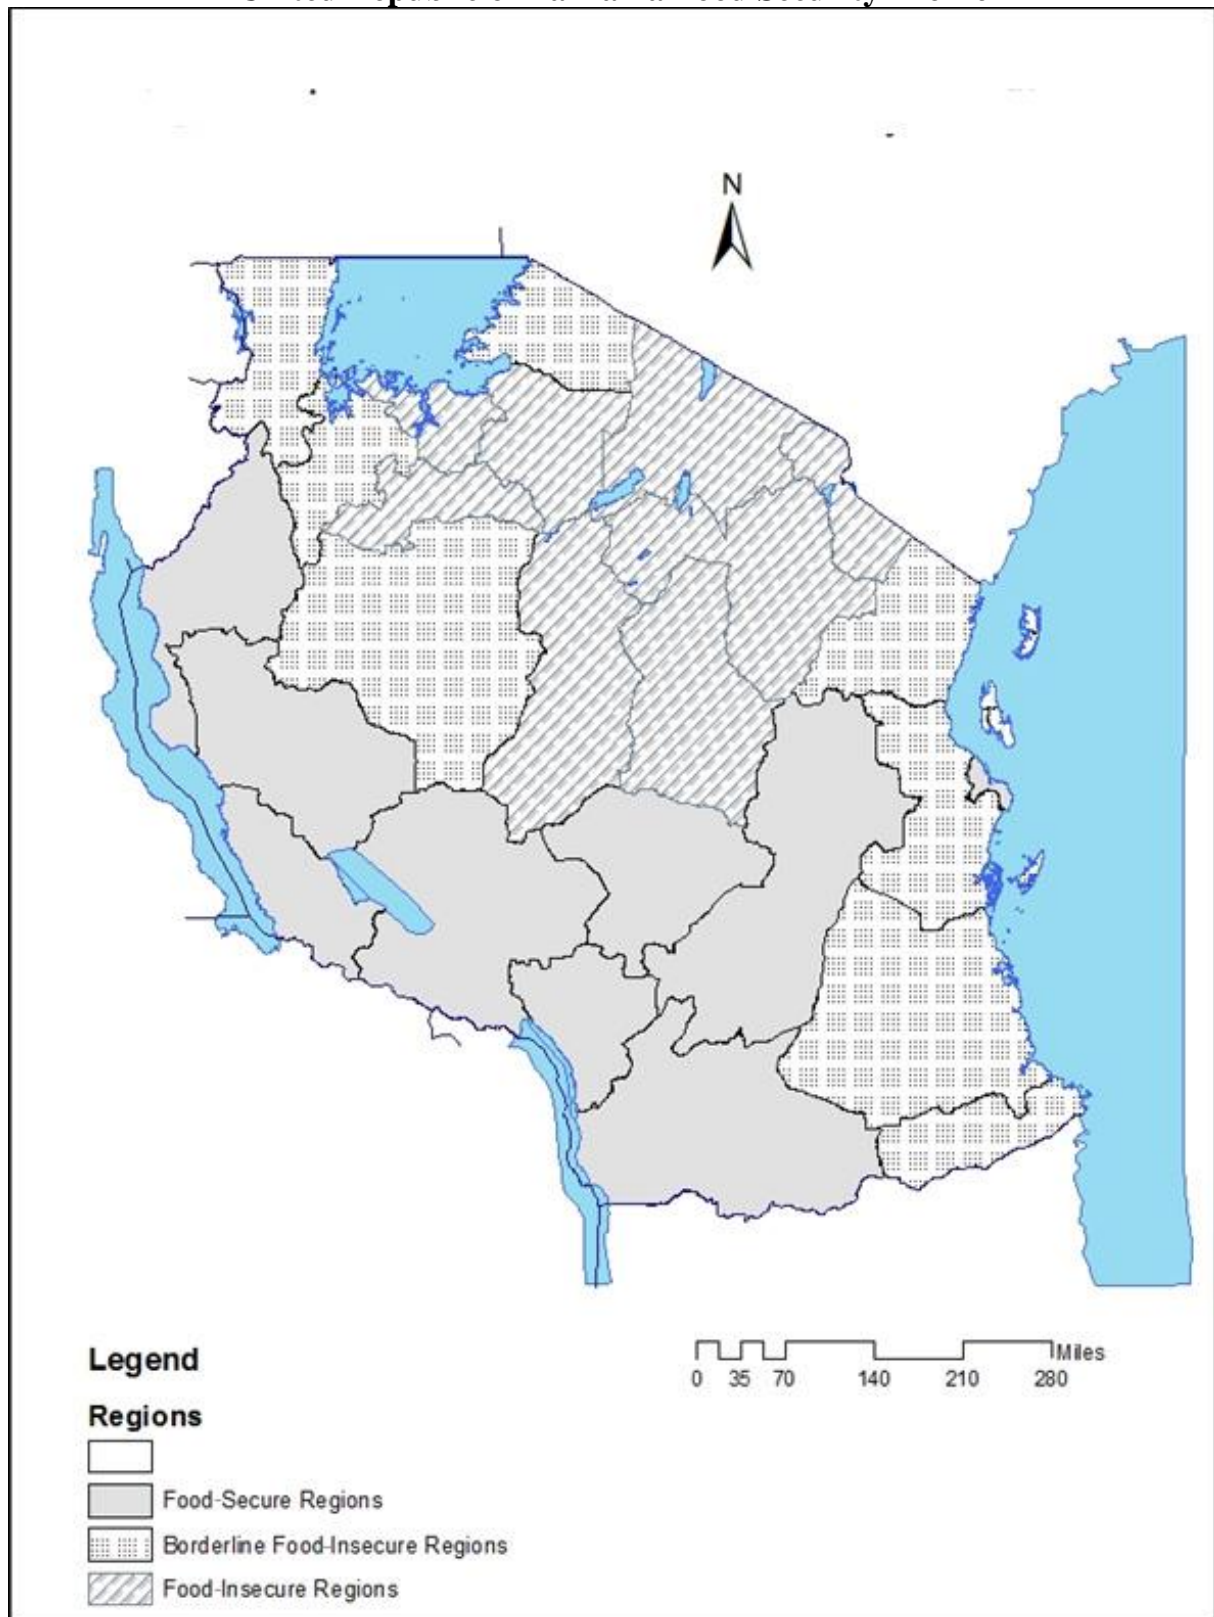 N
Miles
0 35 70 140 210 280
Legend
Regions
Food-Secure Regions
Borderline Food-Insecure Regions
Food-Insecure Regions